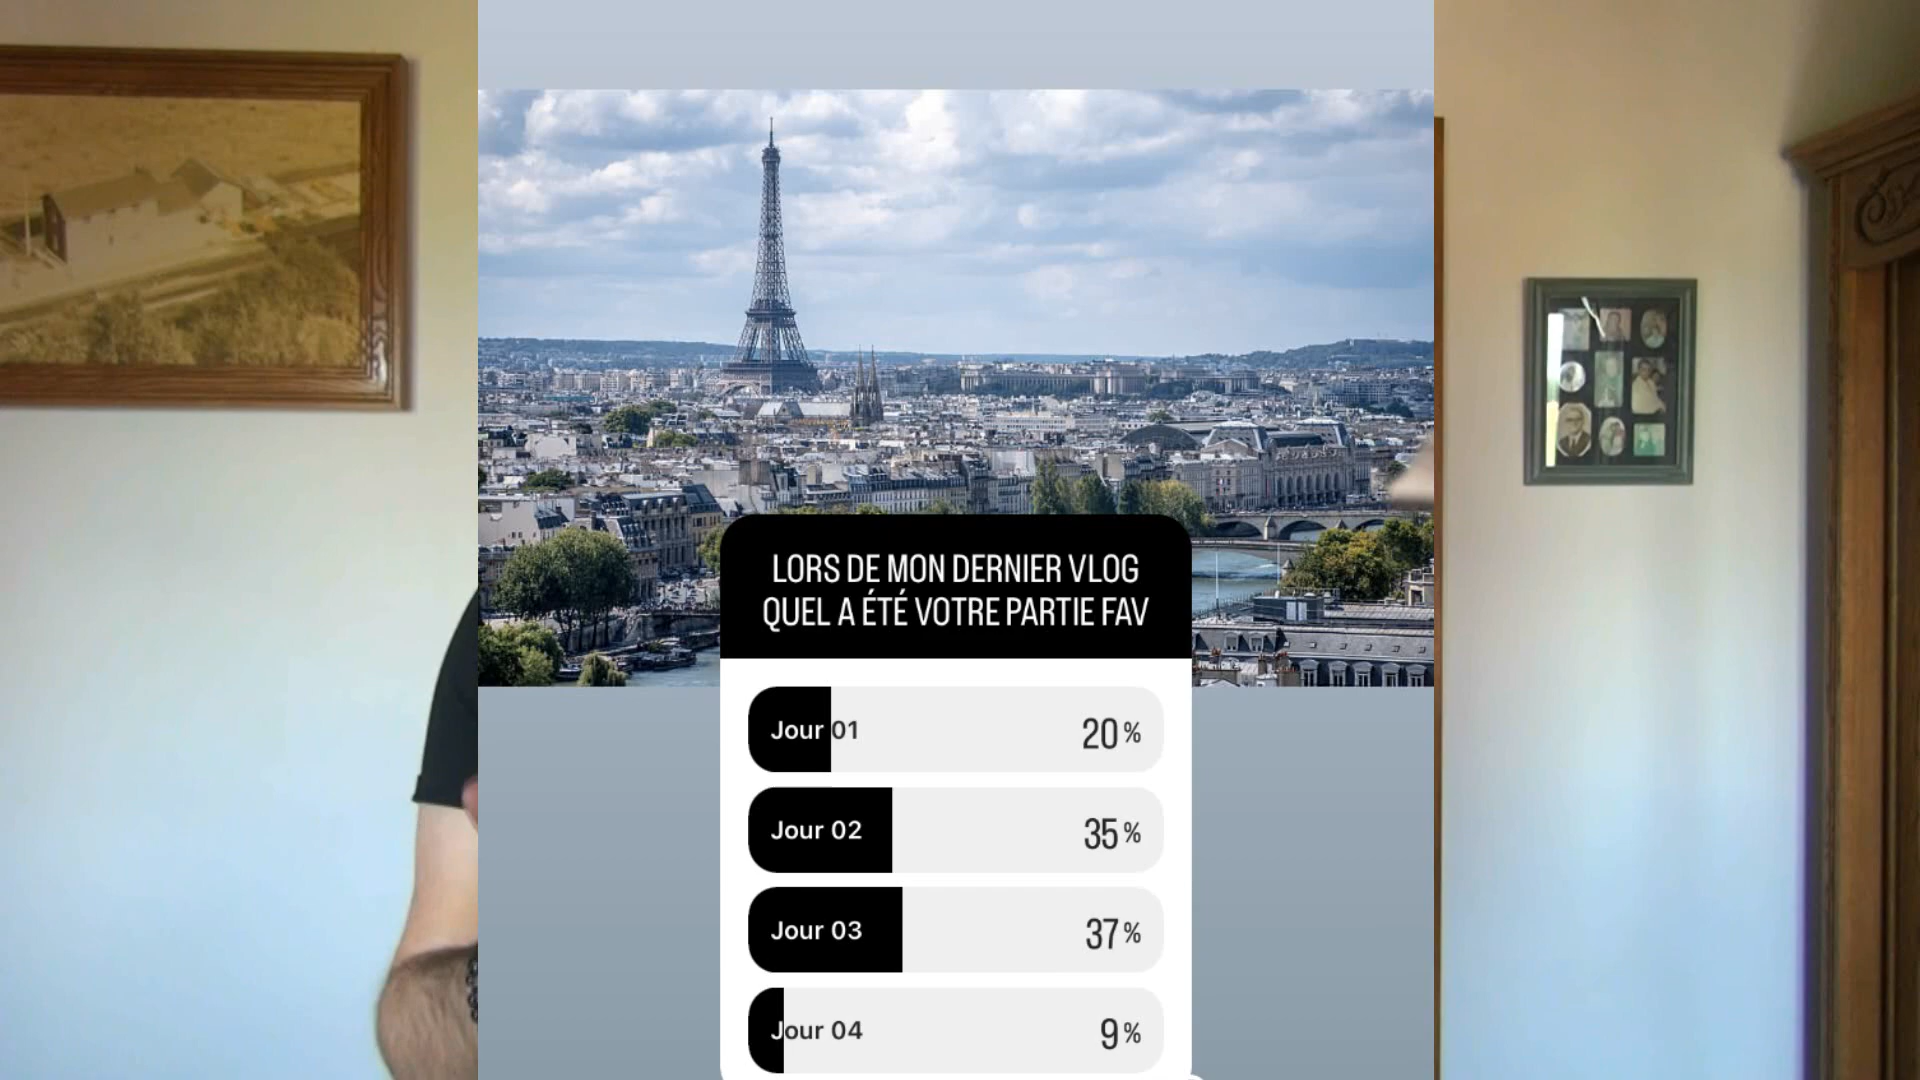 LORS DE MON DERNIER VLOG
QUEL A ÉTÉ VOTRE PARTIE FAV
Jour 01 20%
Jour 02 35%
Jour 03 37%
Jour 04 9%